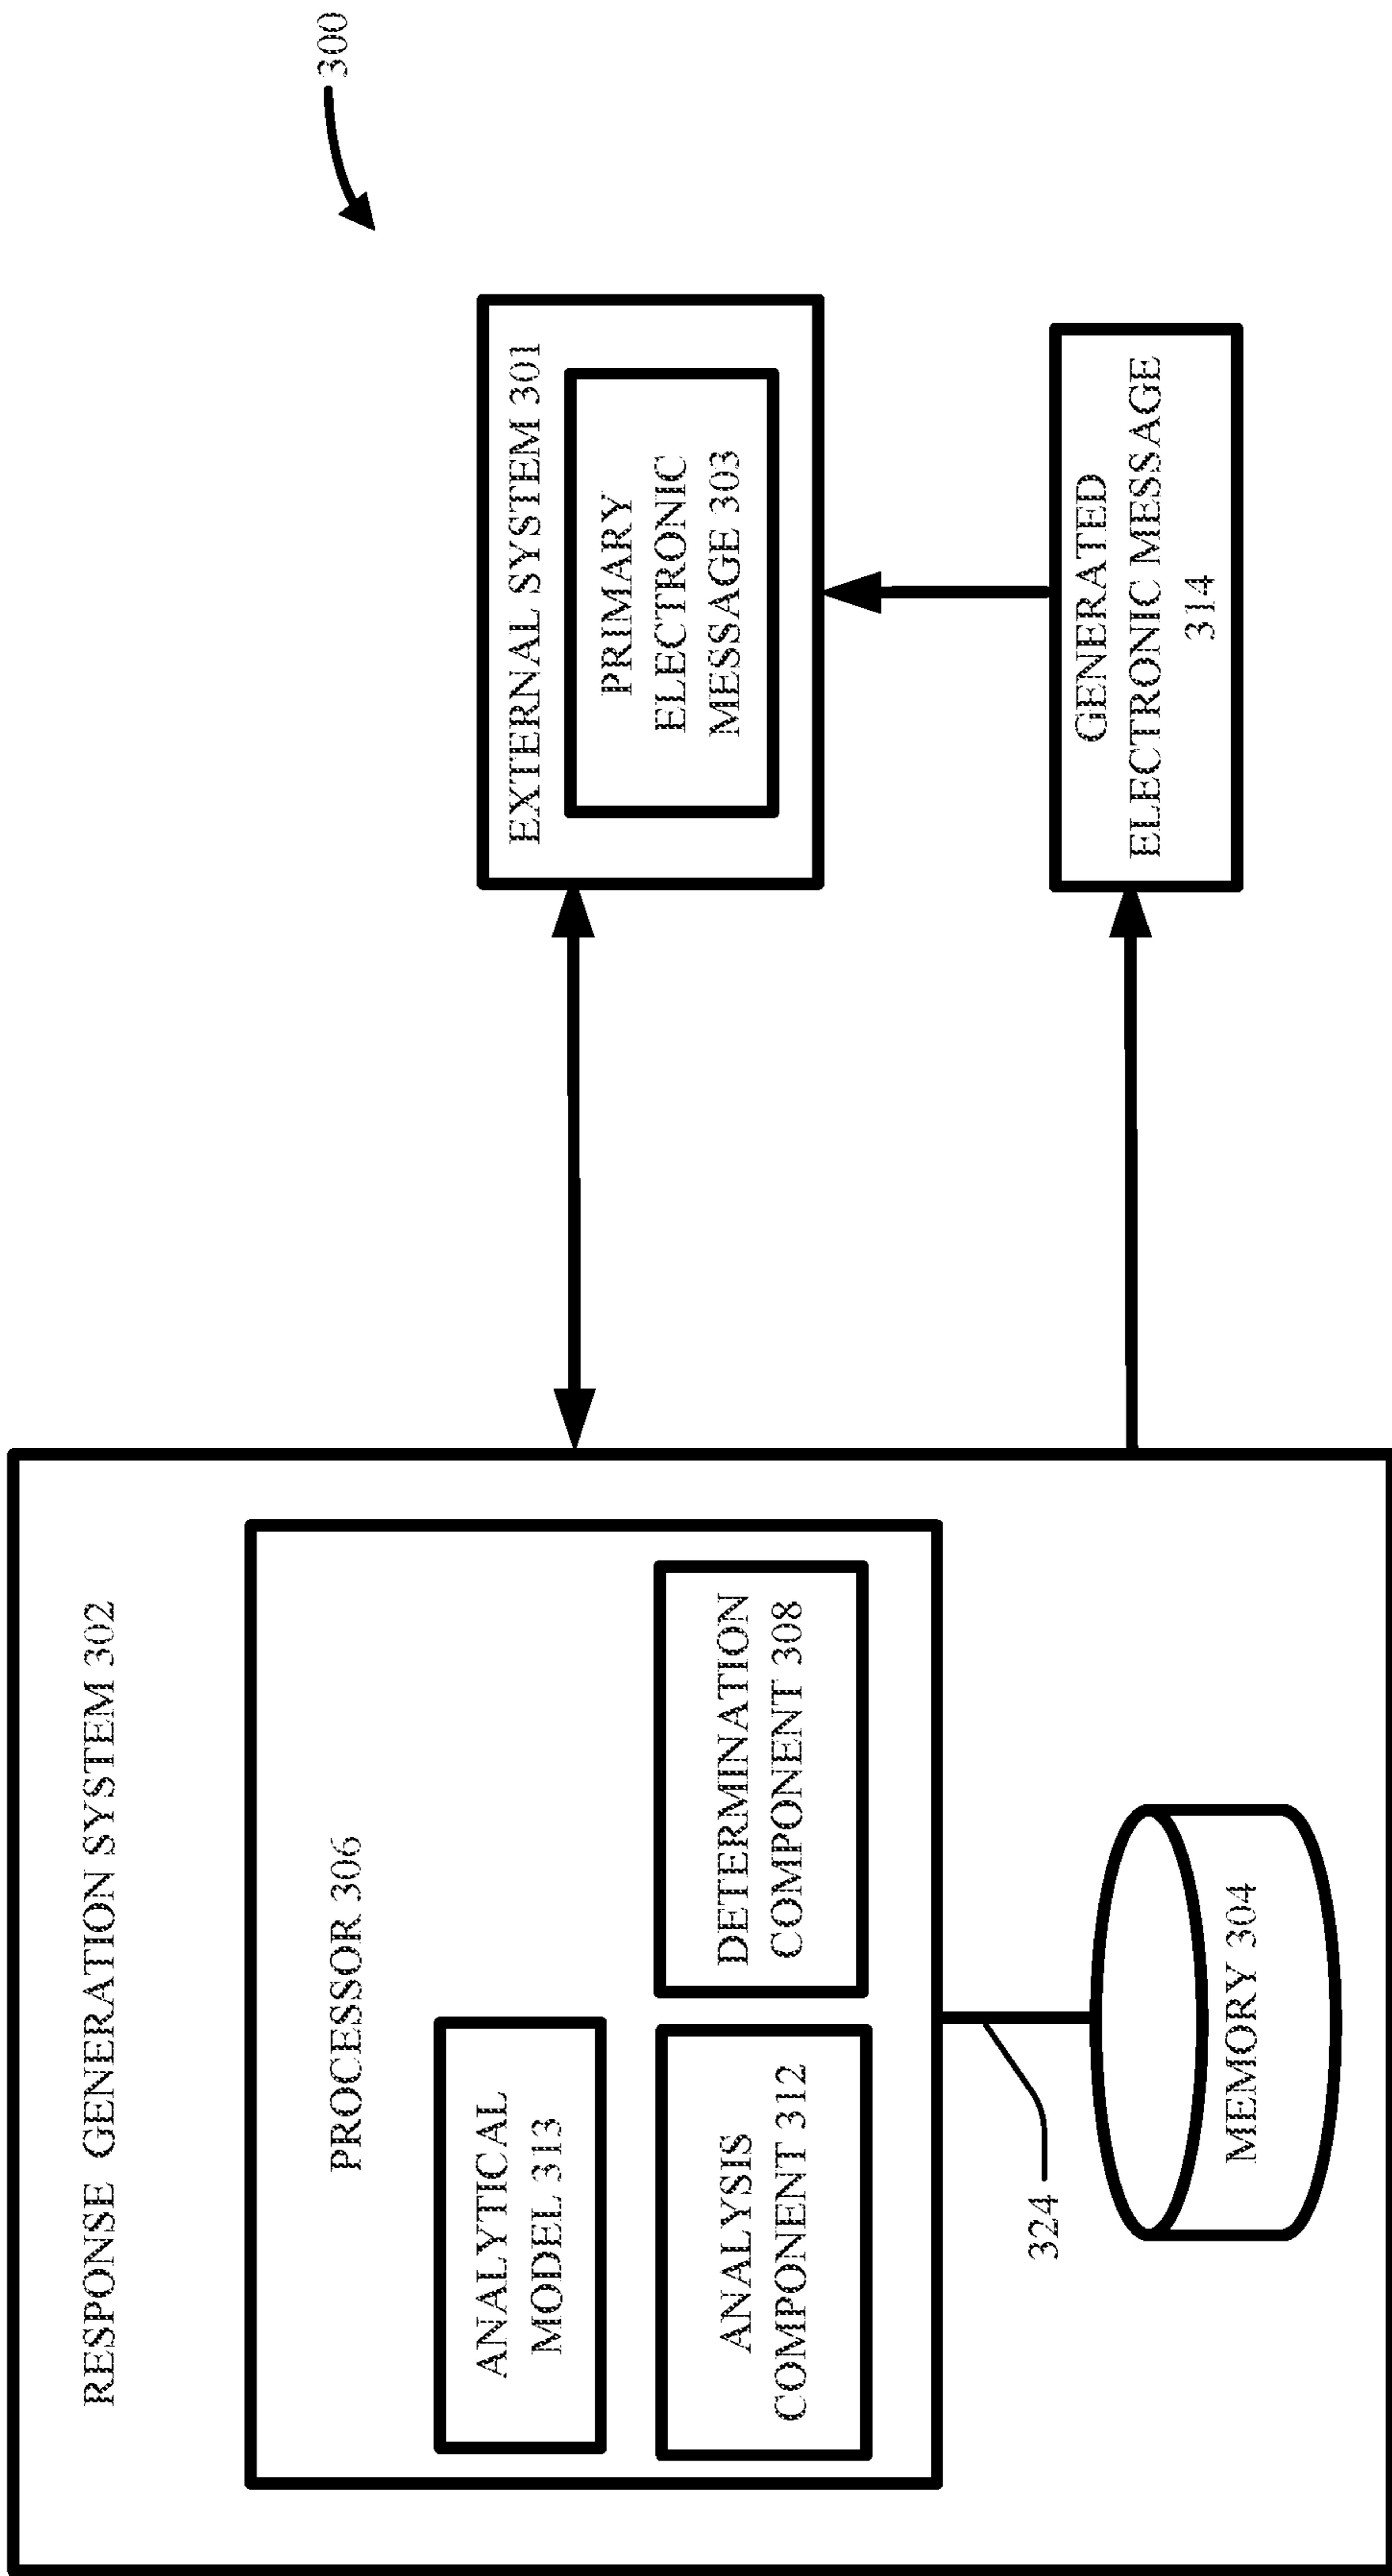 300
RESPONSE GENERATION SYSTEM 302
PROCESSOR 306
ANALYTICAL
MODEL 313
ANALYSIS
COMPONENT 312
DETERMINATION
COMPONENT 308
324
MEMORY 304
EXTERNAL SYSTEM 301
PRIMARY
ELECTRONIC
MESSAGE 303
GENERATED
ELECTRONIC MESSAGE
314